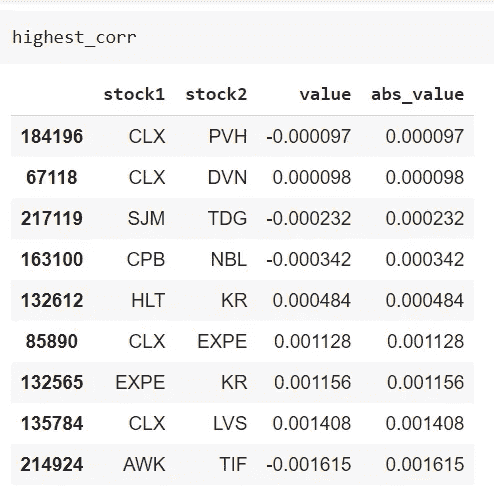 highest_corr
stock1 stock2 value abs_value
184196 CLX PVH -0.000097 0.000097
67118 CLX DVN 0.000098 0.000098
217119 SJM TDG -0.000232 0.000232
163100 CPB NBL -0.000342 0.000342
132612 HLT KR 0.000484 0.000484
85890 CLX EXPE 0.001128 0.001128
132565 EXPE KR 0.001156 0.001156
135784 CLX LVS 0.001408 0.001408
214924 AWK TIF -0.001615 0.001615